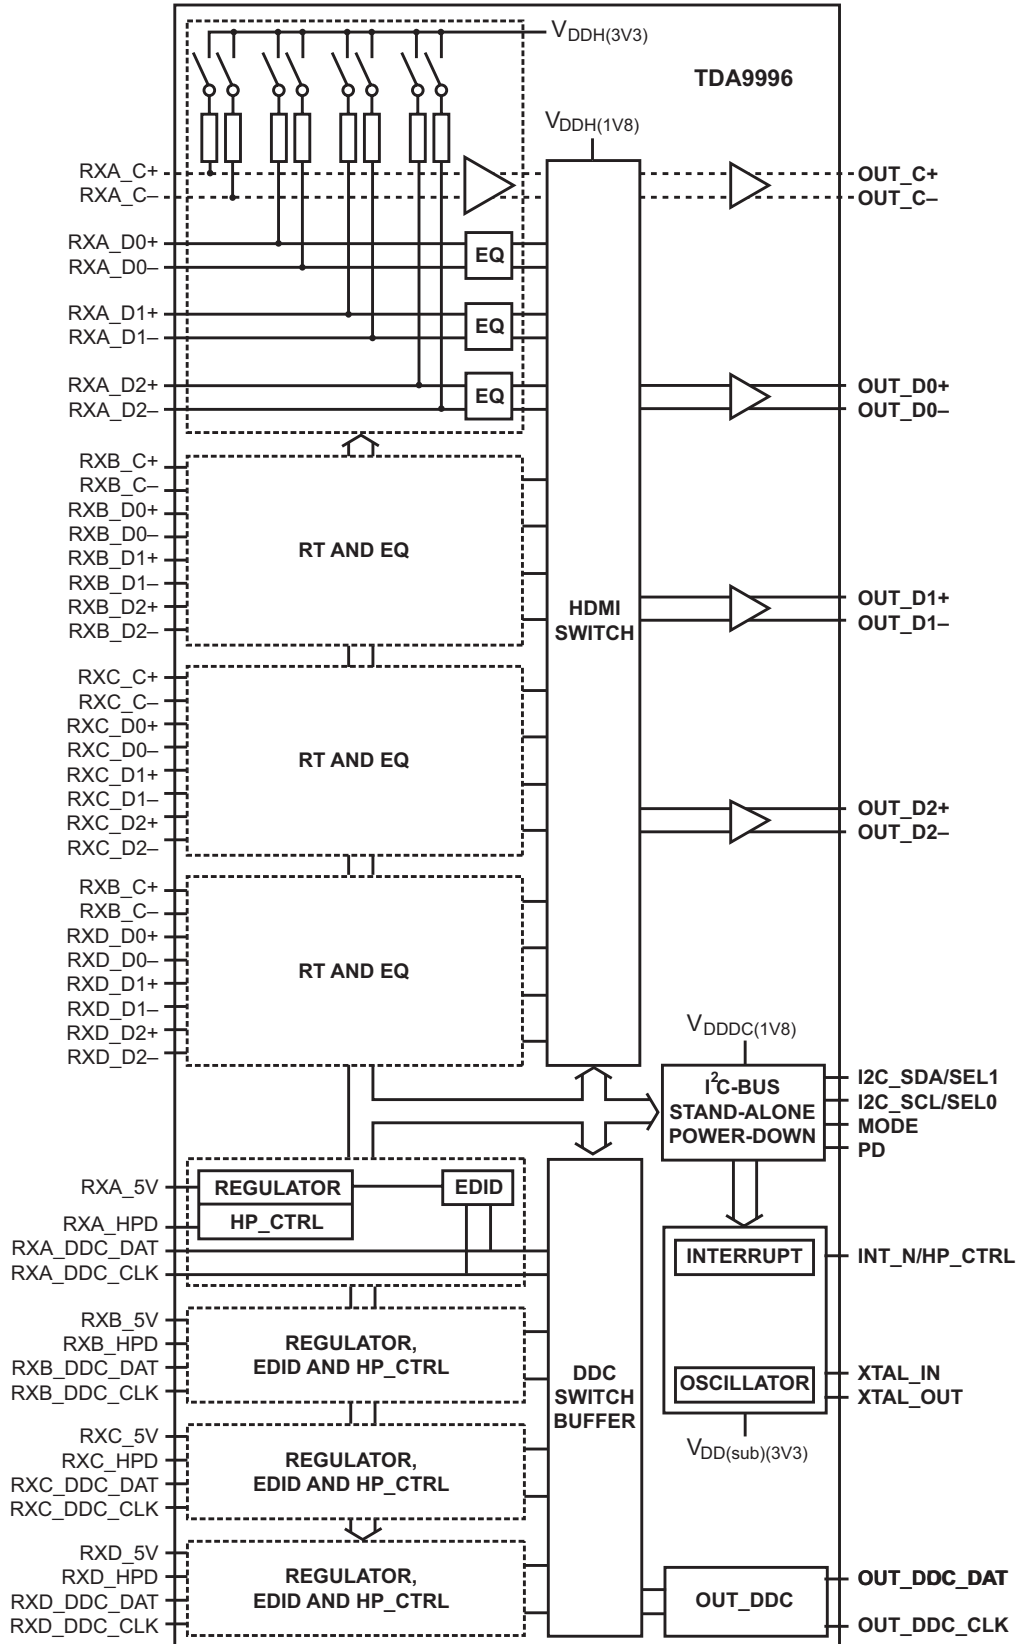 VDDH(3V3)
TDA9996
VDDH(1V8)
RXA_C+
RXA_C–
OUT_C+
OUT_C–
RXA_D0+
RXA_D0–
EQ
RXA_D1+
RXA_D1–
EQ
RXA_D2+
RXA_D2–
EQ
OUT_D0+
OUT_D0–
RXB_C+
RXB_C–
RXB_D0+
RXB_D0–
RXB_D1+
RXB_D1–
RXB_D2+
RXB_D2–
RT AND EQ
HDMI
SWITCH
OUT_D1+
OUT_D1–
RXC_C+
RXC_C–
RXC_D0+
RXC_D0–
RXC_D1+
RXC_D1–
RXC_D2+
RXC_D2–
RT AND EQ
OUT_D2+
OUT_D2–
RXB_C+
RXB_C–
RXD_D0+
RXD_D0–
RXD_D1+
RXD_D1–
RXD_D2+
RXD_D2–
RT AND EQ
VDDDC(1V8)
I2C-BUS
STAND-ALONE
POWER-DOWN
I2C_SDA/SEL1
I2C_SCL/SEL0
MODE
PD
RXA_5V
RXA_HPD
RXA_DDC_DAT
RXA_DDC_CLK
REGULATOR
HP_CTRL
EDID
INTERRUPT
INT_N/HP_CTRL
RXB_5V
RXB_HPD
RXB_DDC_DAT
RXB_DDC_CLK
REGULATOR,
EDID AND HP_CTRL
DDC
SWITCH
BUFFER
OSCILLATOR
XTAL_IN
XTAL_OUT
VDD(sub)(3V3)
RXC_5V
RXC_HPD
RXC_DDC_DAT
RXC_DDC_CLK
REGULATOR,
EDID AND HP_CTRL
RXD_5V
RXD_HPD
RXD_DDC_DAT
RXD_DDC_CLK
REGULATOR,
EDID AND HP_CTRL
OUT_DDC
OUT_DDC_DAT
OUT_DDC_CLK